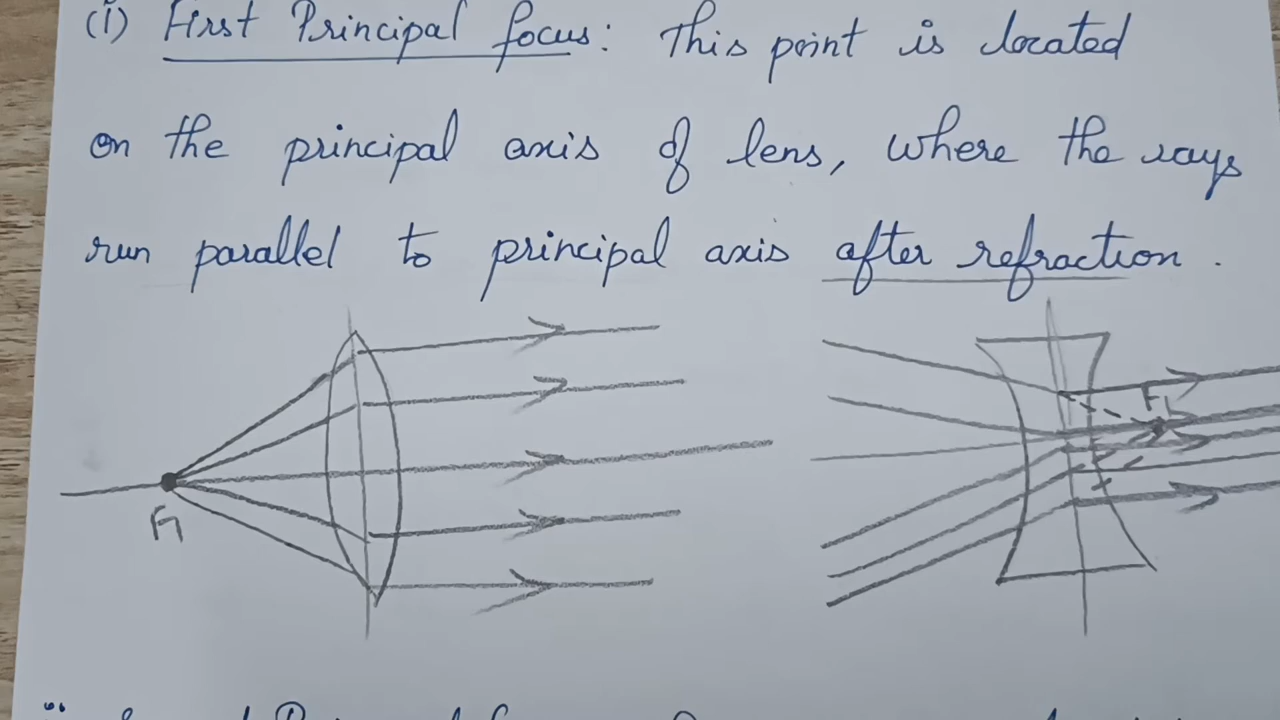 (i) First Principal focus: This point is located
on the principal axis of lens, where the rays
run parallel to principal axis after refraction.
F1
F1